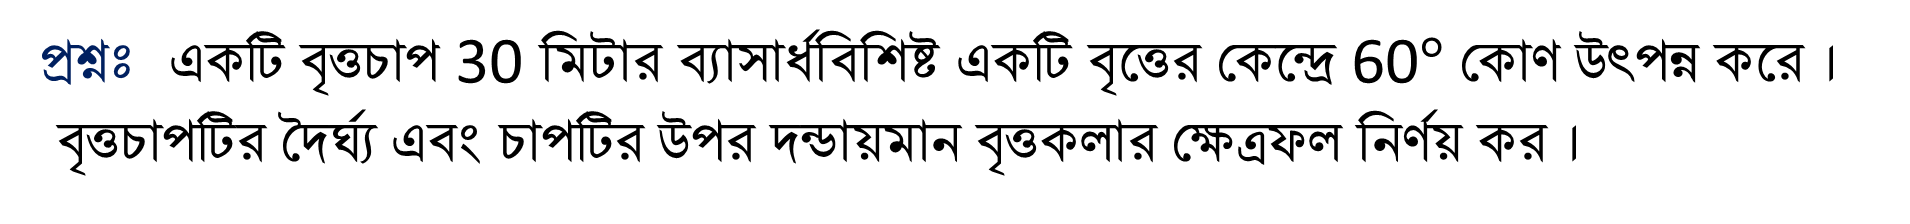 প্রশ্নঃ একটি বৃত্তচাপ 30 মিটার ব্যাসার্ধবিশিষ্ট একটি বৃত্তের কেন্দ্রে 60° কোণ উৎপন্ন করে ।
বৃত্তচাপটির দৈর্ঘ্য এবং চাপটির উপর দন্ডায়মান বৃত্তকলার ক্ষেত্রফল নির্ণয় কর ।